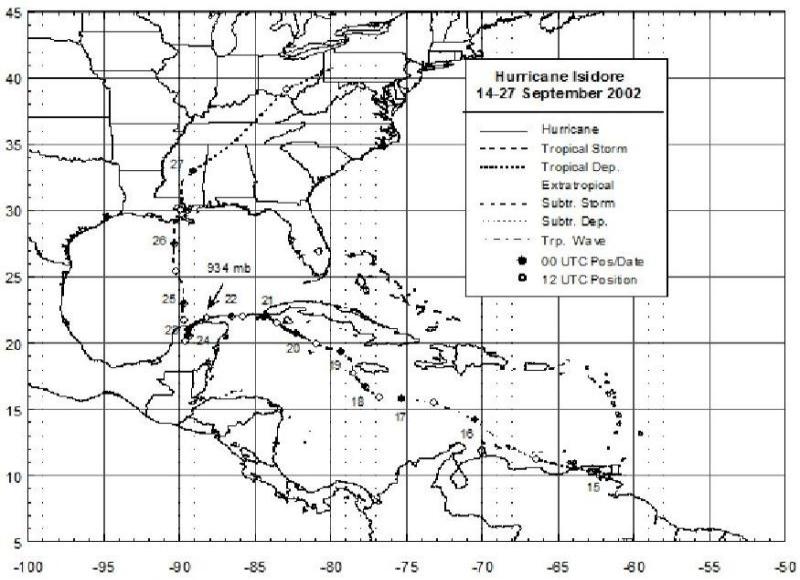 Hurricane Isidore
14-27 September 2002
Hurricane
Tropical Storm
Tropical Dep.
Extratropical
Subtr. Storm
Subtr. Dep.
Trp. Wave
00 UTC Pos/Date
12 UTC Position
45
40
35
30
25
20
15
10
5
27
26
934 mb
25
22
21
23
24
20
19
18
17
16
15
-100
-95
-90
-85
-80
-75
-70
-65
-60
-55
-50